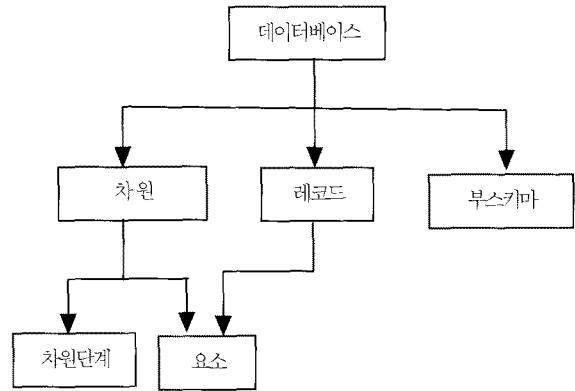 데이터베이스
차원
레코드
부스키마
차원단계
요소